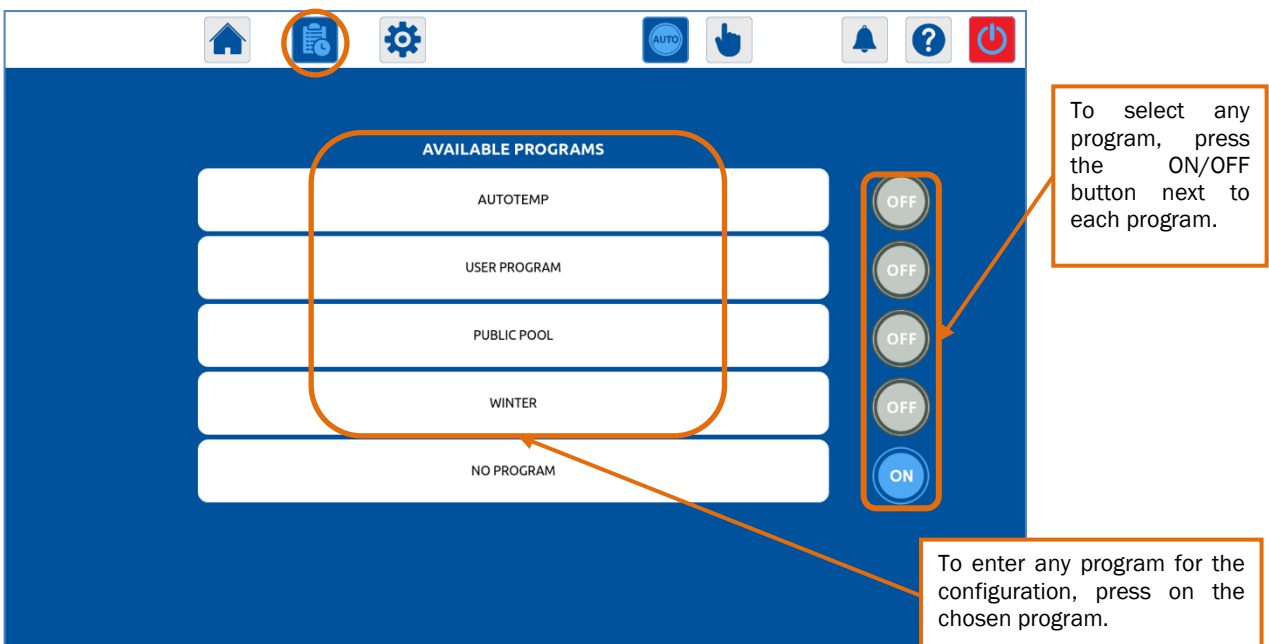 AUTO
?
AVAILABLE PROGRAMS
AUTOTEMP
OFF
USER PROGRAM
OFF
PUBLIC POOL
OFF
WINTER
OFF
NO PROGRAM
ON
To select any
program, press
the ON/OFF
button next to
each program.
To enter any program for the
configuration, press on the
chosen program.